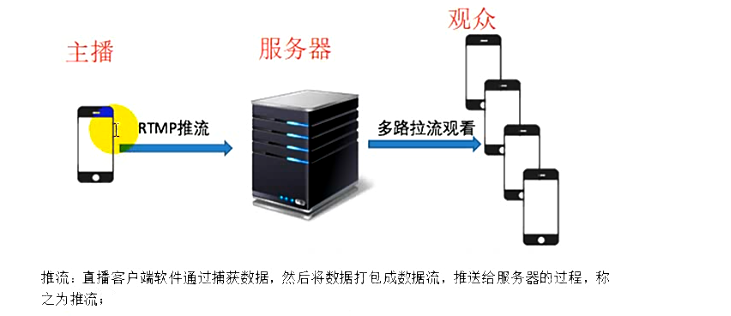 主播
服务器
观众
RTMP推流
多路拉流观看
推流：直播客户端软件通过捕获数据，然后将数据打包成数据流，推送给服务器的过程，称
之为推流；